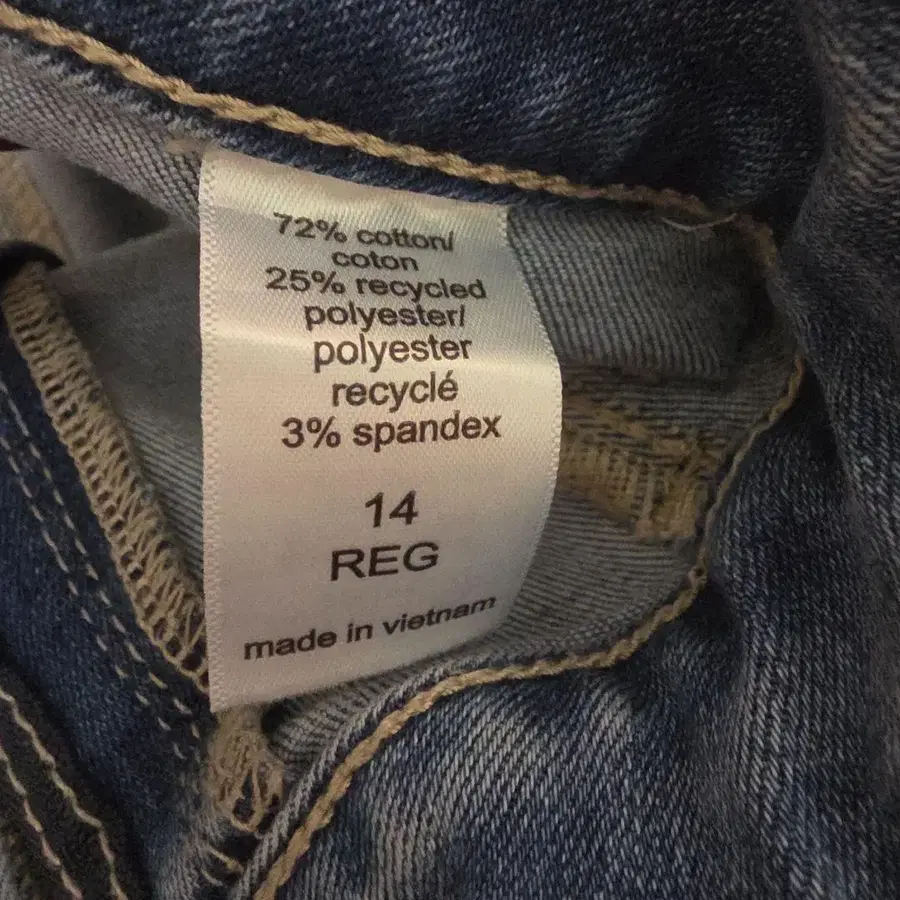 72% cotton/
coton
25% recycled
polyester/
polyester
recyclé
3% spandex
14
REG
made in vietnam